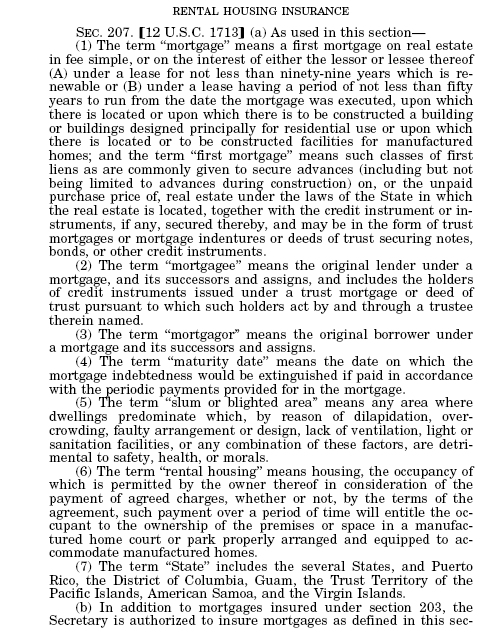 RENTAL HOUSING INSURANCE
SEC. 207. 【12 U.S.C. 1713】 (a) As used in this section—
(1) The term “mortgage” means a first mortgage on real estate
in fee simple, or on the interest of either the lessor or lessee thereof
(A) under a lease for not less than ninety-nine years which is re-
newable or (B) under a lease having a period of not less than fifty
years to run from the date the mortgage was executed, upon which
there is located or upon which there is to be constructed a building
or buildings designed principally for residential use or upon which
there is located or to be constructed facilities for manufactured
homes; and the term “first mortgage” means such classes of first
liens as are commonly given to secure advances (including but not
being limited to advances during construction) on, or the unpaid
purchase price of, real estate under the laws of the State in which
the real estate is located, together with the credit instrument or in-
struments, if any, secured thereby, and may be in the form of trust
mortgages or mortgage indentures or deeds of trust securing notes,
bonds, or other credit instruments.
(2) The term “mortgagee” means the original lender under a
mortgage, and its successors and assigns, and includes the holders
of credit instruments issued under a trust mortgage or deed of
trust pursuant to which such holders act by and through a trustee
therein named.
(3) The term “mortgagor” means the original borrower under
a mortgage and its successors and assigns.
(4) The term “maturity date” means the date on which the
mortgage indebtedness would be extinguished if paid in accordance
with the periodic payments provided for in the mortgage.
(5) The term “slum or blighted area” means any area where
dwellings predominate which, by reason of dilapidation, over-
crowding, faulty arrangement or design, lack of ventilation, light or
sanitation facilities, or any combination of these factors, are detri-
mental to safety, health, or morals.
(6) The term “rental housing” means housing, the occupancy of
which is permitted by the owner thereof in consideration of the
payment of agreed charges, whether or not, by the terms of the
agreement, such payment over a period of time will entitle the oc-
cupant to the ownership of the premises or space in a manufac-
tured home court or park properly arranged and equipped to ac-
commodate manufactured homes.
(7) The term “State” includes the several States, and Puerto
Rico, the District of Columbia, Guam, the Trust Territory of the
Pacific Islands, American Samoa, and the Virgin Islands.
(b) In addition to mortgages insured under section 203, the
Secretary is authorized to insure mortgages as defined in this sec-